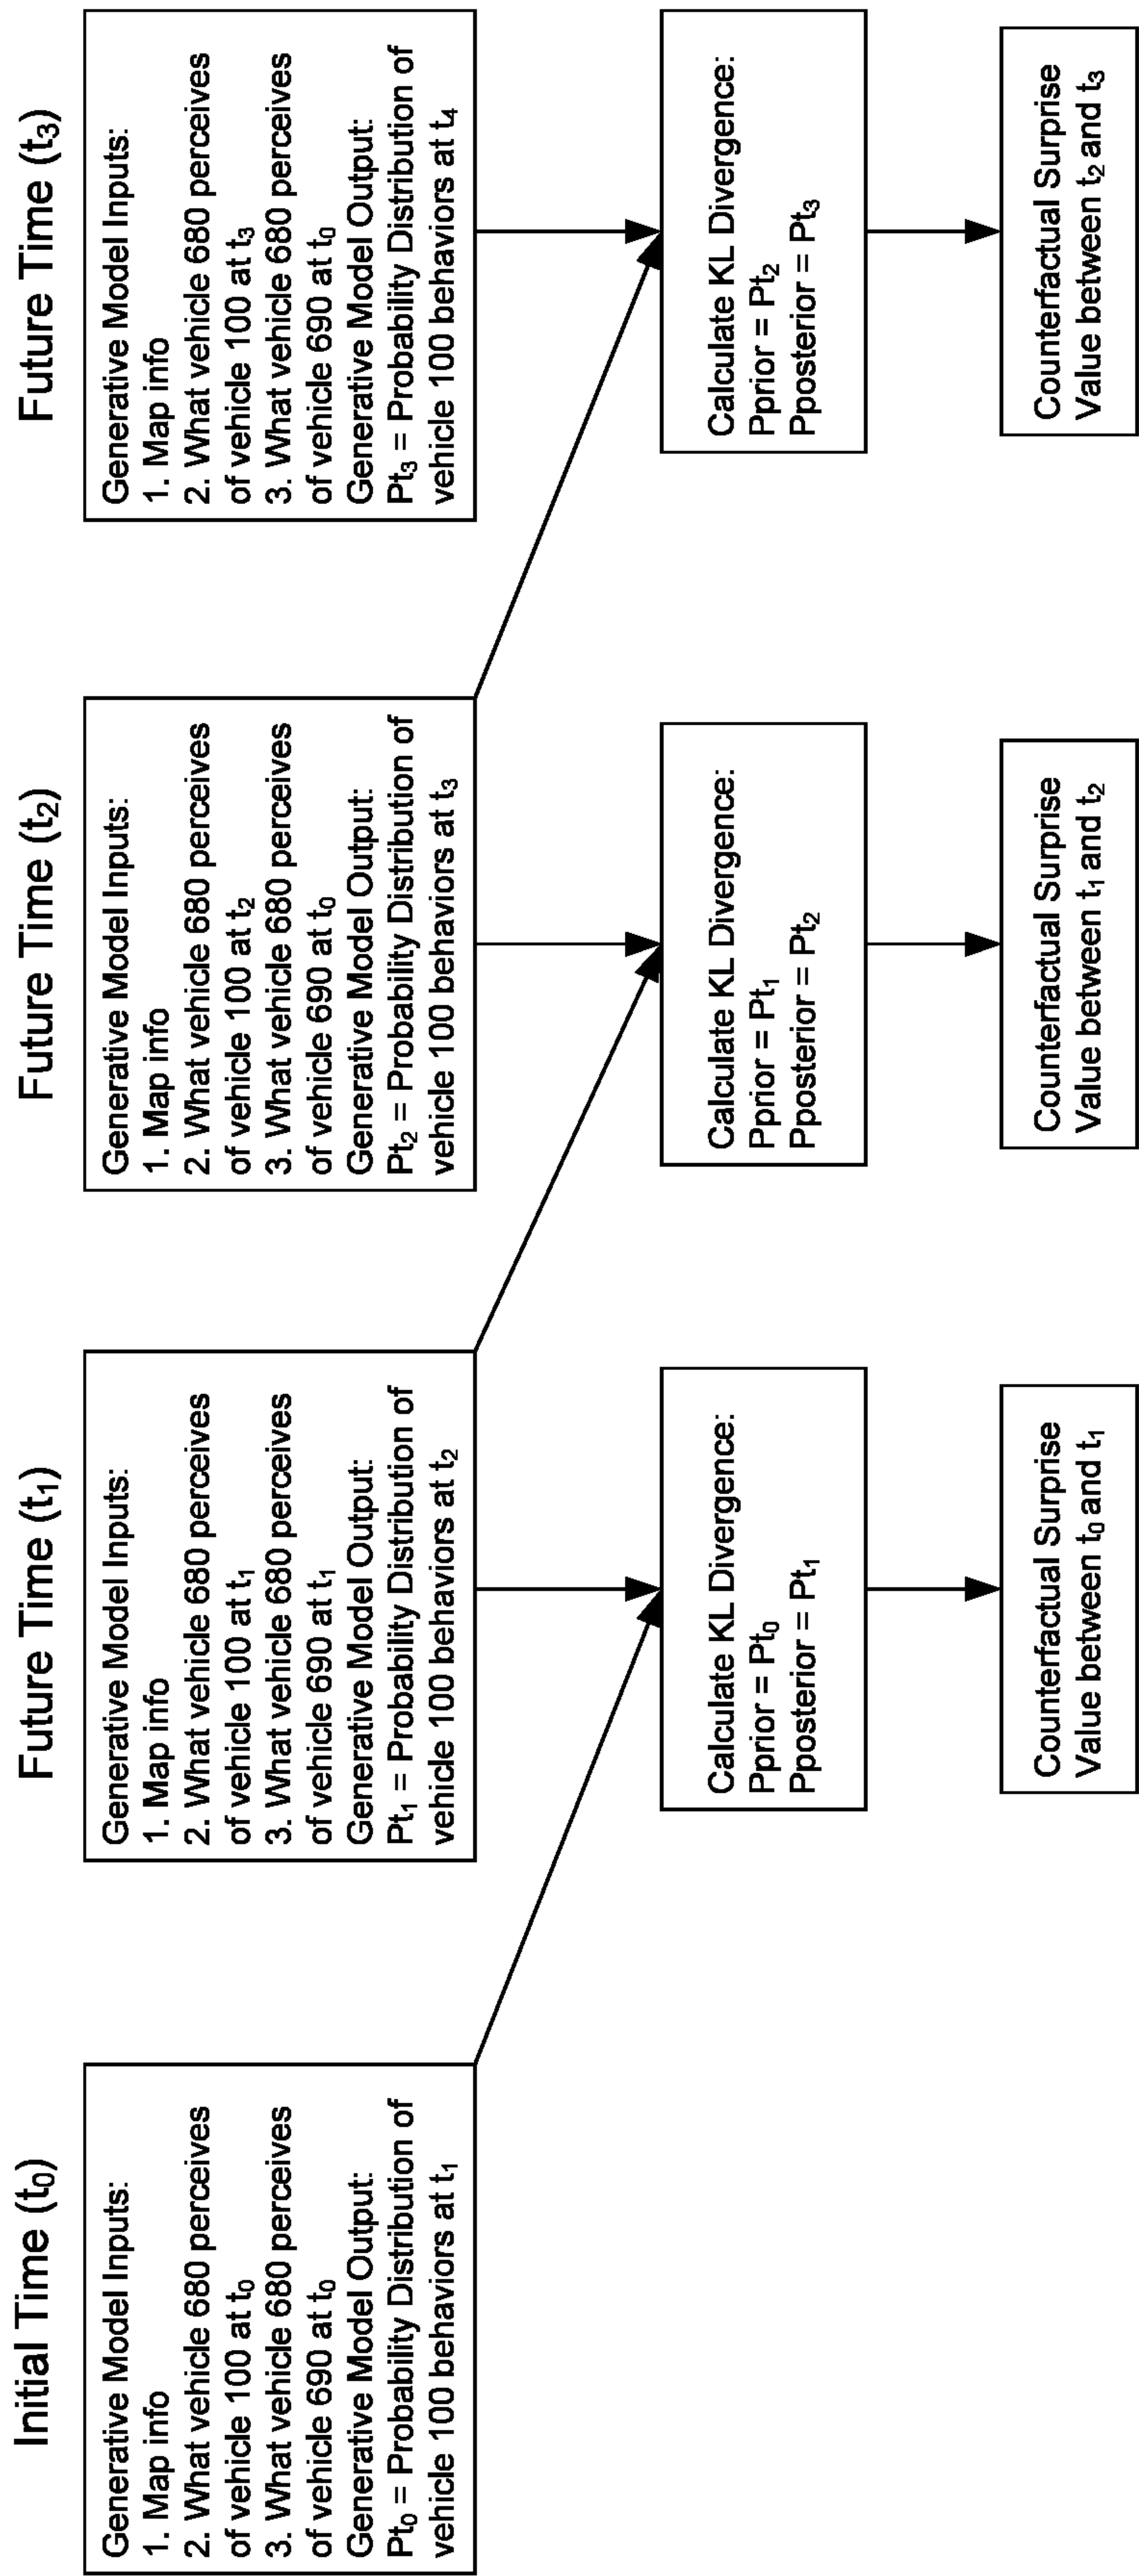 Initial Time (t₀)
Generative Model Inputs:
1. Map info
2. What vehicle 680 perceives
of vehicle 100 at t₀
3. What vehicle 680 perceives
of vehicle 690 at t₀
Generative Model Output:
Pt₀ = Probability Distribution of
vehicle 100 behaviors at t₁
Future Time (t₁)
Generative Model Inputs:
1. Map info
2. What vehicle 680 perceives
of vehicle 100 at t₁
3. What vehicle 680 perceives
of vehicle 690 at t₁
Generative Model Output:
Pt₁ = Probability Distribution of
vehicle 100 behaviors at t₂
Future Time (t₂)
Generative Model Inputs:
1. Map info
2. What vehicle 680 perceives
of vehicle 100 at t₂
3. What vehicle 680 perceives
of vehicle 690 at t₀
Generative Model Output:
Pt₂ = Probability Distribution of
vehicle 100 behaviors at t₃
Future Time (t₃)
Generative Model Inputs:
1. Map info
2. What vehicle 680 perceives
of vehicle 100 at t₃
3. What vehicle 680 perceives
of vehicle 690 at t₀
Generative Model Output:
Pt₃ = Probability Distribution of
vehicle 100 behaviors at t₄
Calculate KL Divergence:
Pprior = Pt₀
Pposterior = Pt₁
Calculate KL Divergence:
Pprior = Pt₁
Pposterior = Pt₂
Calculate KL Divergence:
Pprior = Pt₂
Pposterior = Pt₃
Counterfactual Surprise
Value between t₀ and t₁
Counterfactual Surprise
Value between t₁ and t₂
Counterfactual Surprise
Value between t₂ and t₃